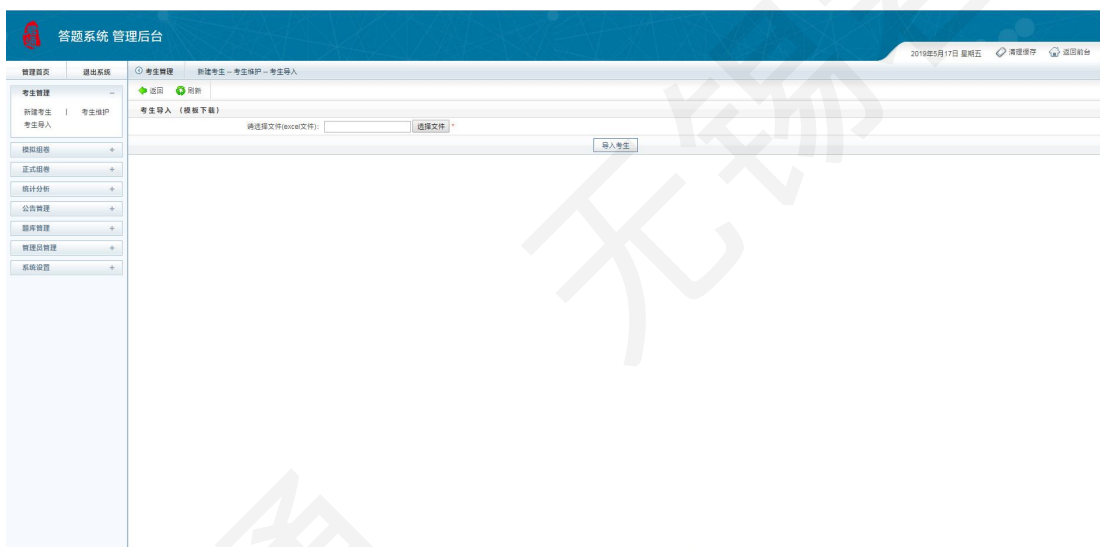 答题系统 管理后台
2019年5月17日 星期五 清理缓存 返回前台
管理首页 退出系统
考生管理 新建考生 – 考生维护 – 考生导入
考生管理 −
返回 刷新
新建考生 | 考生维护
考生导入
考生导入 (模板下载)
请选择文件(excel文件): 选择文件 *
导入考生
模拟组卷 +
正式组卷 +
统计分析 +
公告管理 +
题库管理 +
管理员管理 +
系统设置 +
无锡